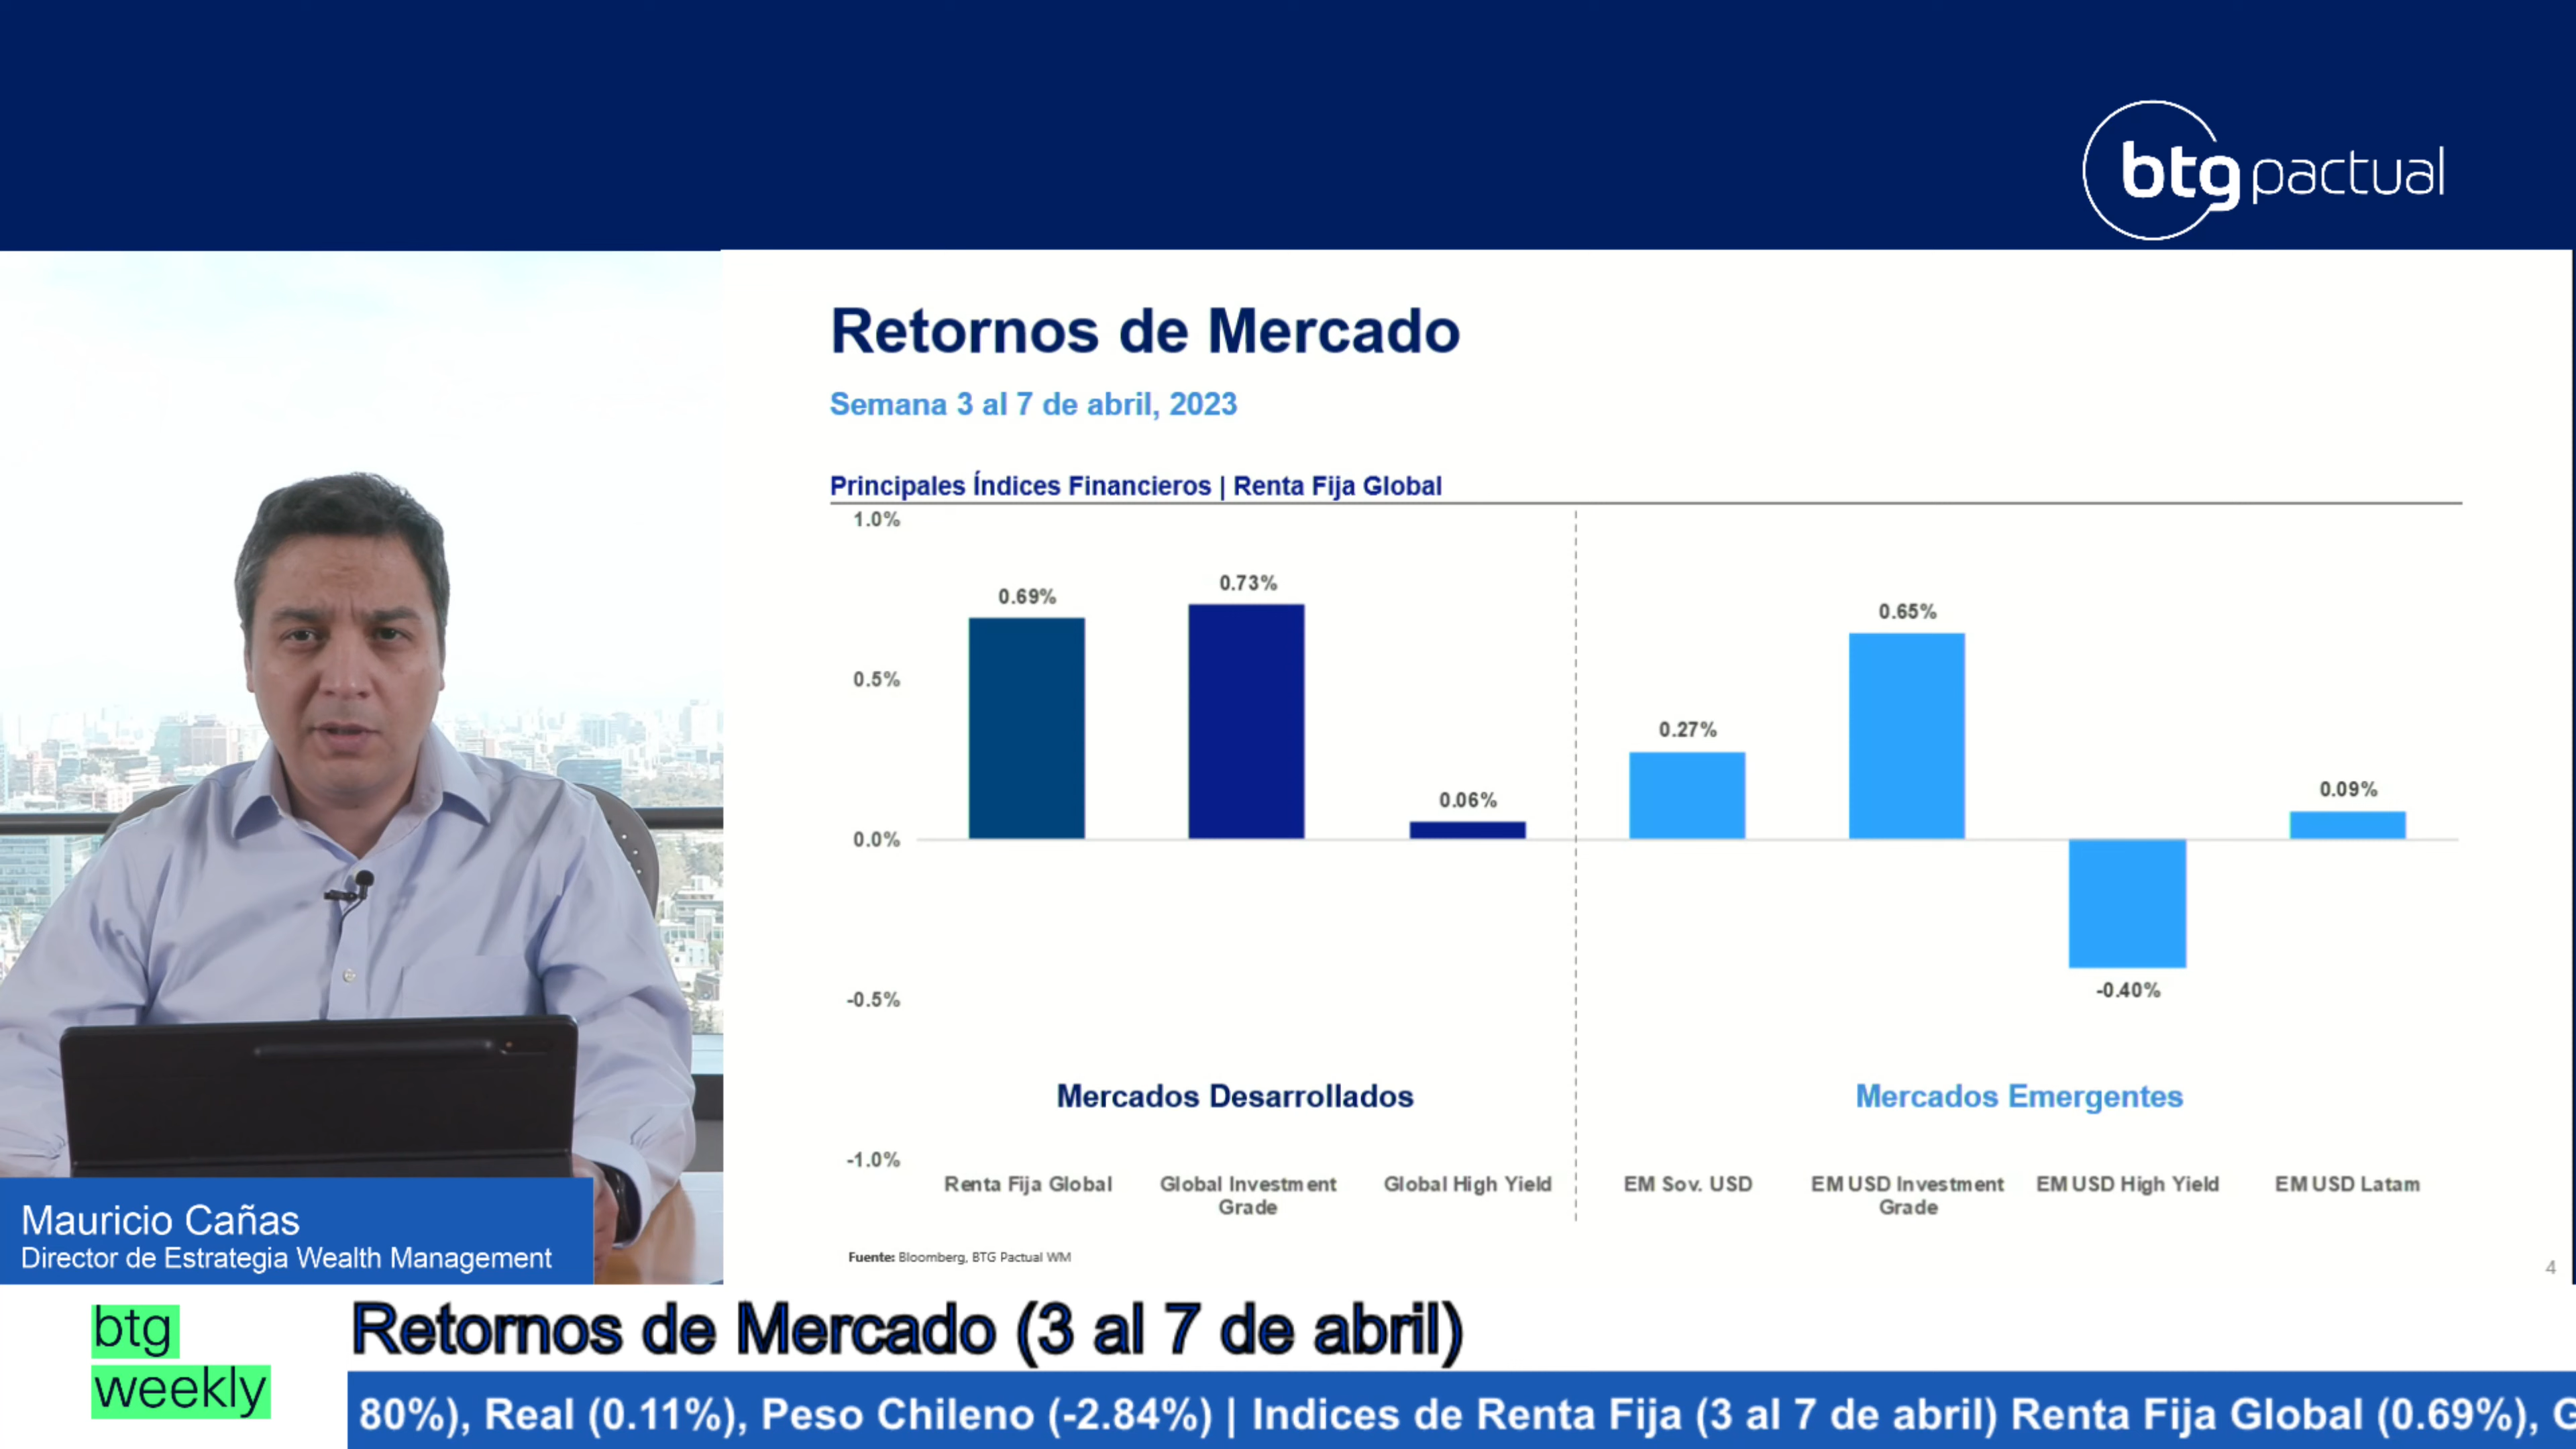 btg pactual
Retornos de Mercado
Semana 3 al 7 de abril, 2023
Principales Índices Financieros | Renta Fija Global
1.0%
0.5%
0.0%
-0.5%
-1.0%
0.69%
0.73%
0.06%
0.27%
0.65%
-0.40%
0.09%
Mercados Desarrollados
Mercados Emergentes
Renta Fija Global
Global Investment
Grade
Global High Yield
EM Sov. USD
EM USD Investment
Grade
EM USD High Yield
EM USD Latam
Fuente: Bloomberg, BTG Pactual WM
4
Mauricio Cañas
Director de Estrategia Wealth Management
btg
weekly
Retornos de Mercado (3 al 7 de abril)
80%), Real (0.11%), Peso Chileno (-2.84%) | Indices de Renta Fija (3 al 7 de abril) Renta Fija Global (0.69%), G